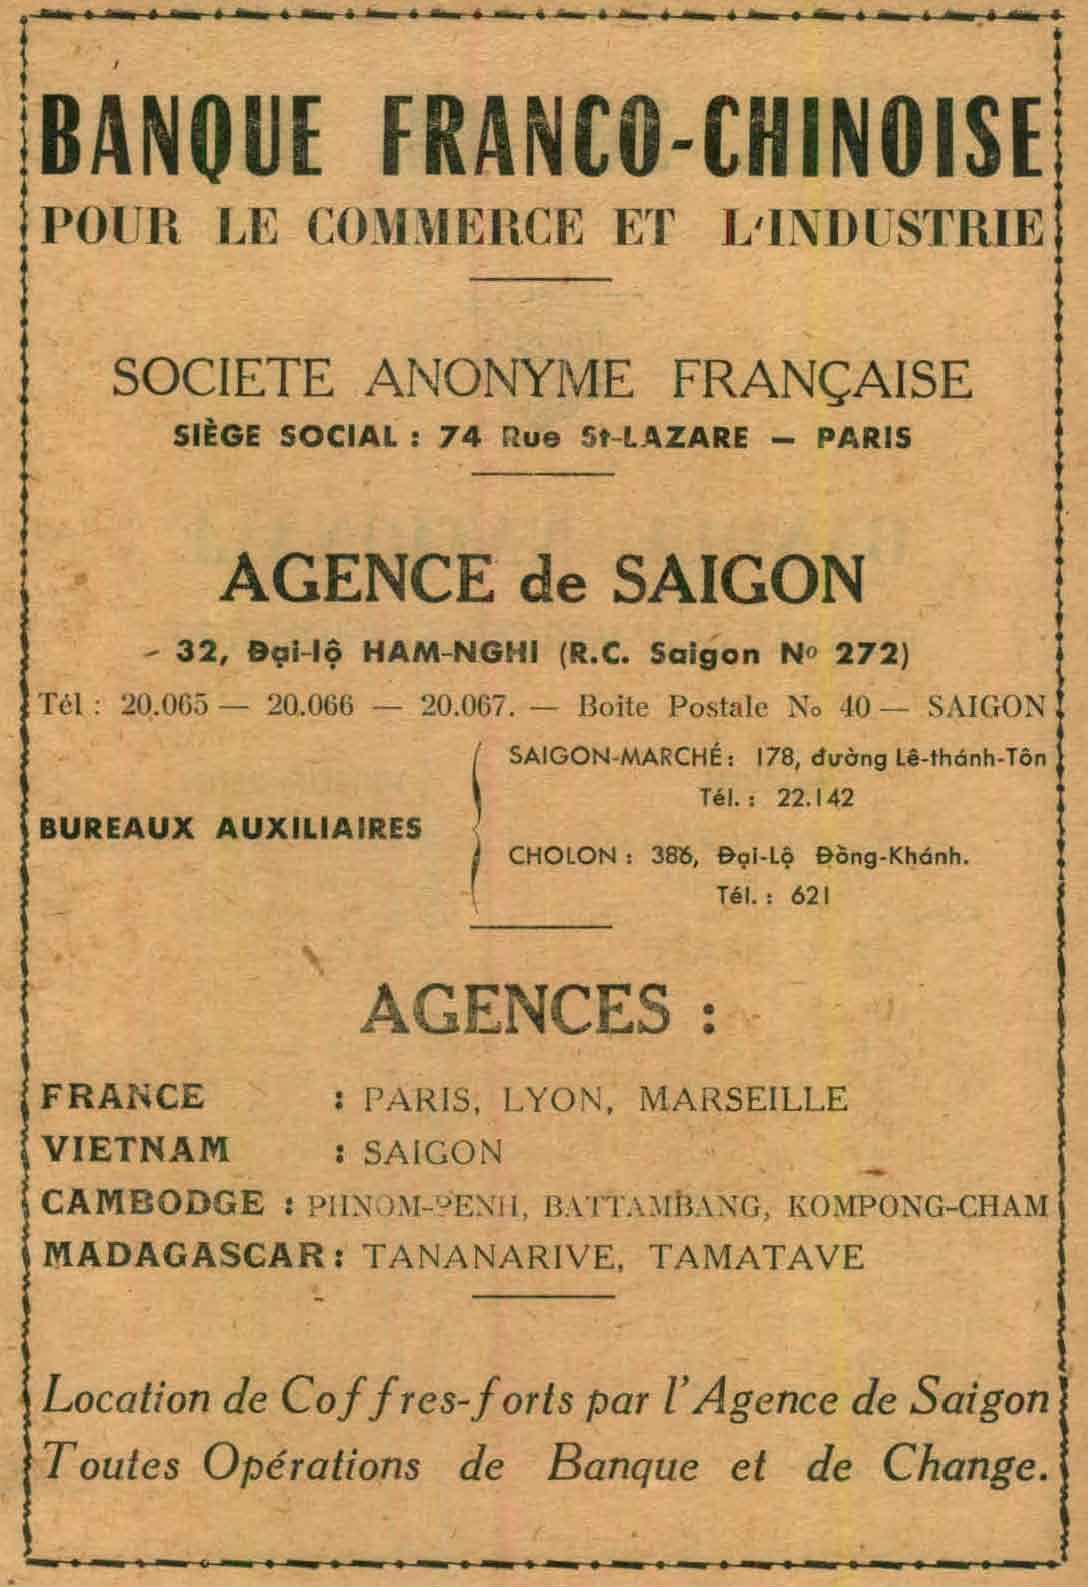 BANQUE FRANCO-CHINOISE
POUR LE COMMERCE ET L'INDUSTRIE
SOCIETE ANONYME FRANÇAISE
SIÈGE SOCIAL : 74 Rue St-LAZARE — PARIS
AGENCE de SAIGON
32, Đại-lộ HAM-NGHI (R.C. Saigon Nº 272)
Tél : 20.065 — 20.066 — 20.067. — Boite Postale No 40 — SAIGON
SAIGON-MARCHÉ : 178, đường Lê-thánh-Tôn
Tél. : 22.142
BUREAUX AUXILIAIRES
CHOLON : 386, Đại-Lộ Đồng-Khánh.
Tél. : 621
AGENCES :
FRANCE : PARIS, LYON, MARSEILLE
VIETNAM : SAIGON
CAMBODGE : PHNOM-PENH, BATTAMBANG, KOMPONG-CHAM
MADAGASCAR : TANANARIVE, TAMATAVE
Location de Coffres-forts par l'Agence de Saigon
Toutes Opérations de Banque et de Change.